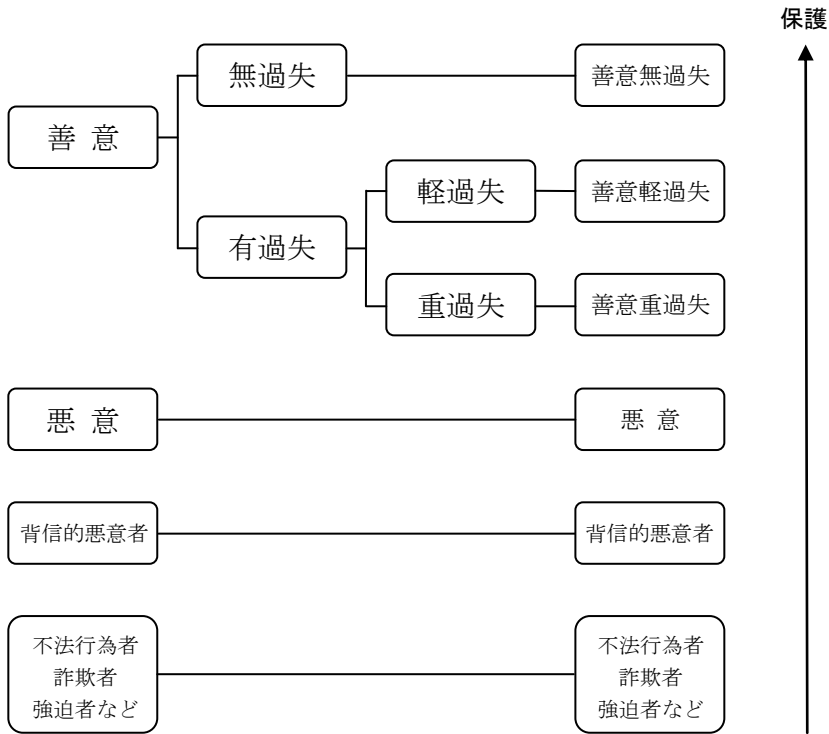 保護
無過失
善意無過失
善 意
軽過失
善意軽過失
有過失
重過失
善意重過失
悪 意
悪 意
背信的悪意者
背信的悪意者
不法行為者
詐欺者
強迫者など
不法行為者
詐欺者
強迫者など